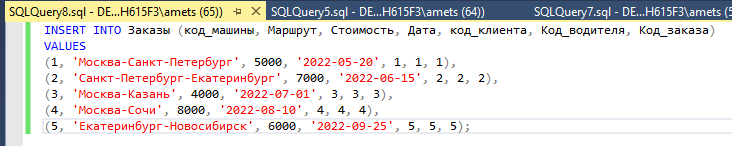 SQLQuery8.sql - DE...H615F3\amets (65))* SQLQuery5.sql - DE...H615F3\amets (64)) SQLQuery7.sql - DE...H615F3\amets (5
INSERT INTO Заказы (код_машины, Маршрут, Стоимость, Дата, код_клиента, Код_водителя, Код_заказа)
VALUES
(1, 'Москва-Санкт-Петербург', 5000, '2022-05-20', 1, 1, 1),
(2, 'Санкт-Петербург-Екатеринбург', 7000, '2022-06-15', 2, 2, 2),
(3, 'Москва-Казань', 4000, '2022-07-01', 3, 3, 3),
(4, 'Москва-Сочи', 8000, '2022-08-10', 4, 4, 4),
(5, 'Екатеринбург-Новосибирск', 6000, '2022-09-25', 5, 5, 5);